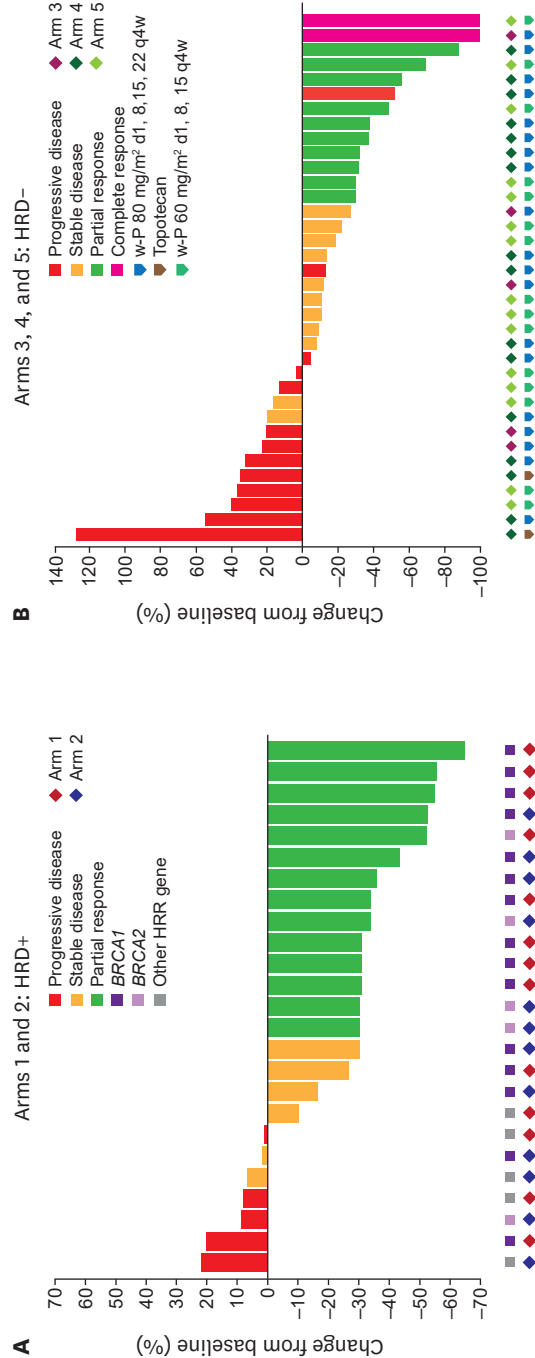 A
Arms 1 and 2: HRD+
Progressive disease
Stable disease
Partial response
BRCA1
BRCA2
Other HRR gene
Arm 1
Arm 2
Change from baseline (%)
70
60
50
40
30
20
10
0
−10
−20
−30
−40
−50
−60
−70
B
Arms 3, 4, and 5: HRD−
Progressive disease
Stable disease
Partial response
Complete response
w-P 80 mg/m² d1, 8,15, 22 q4w
Topotecan
w-P 60 mg/m² d1, 8, 15 q4w
Arm 3
Arm 4
Arm 5
Change from baseline (%)
140
120
100
80
60
40
20
0
−20
−40
−60
−80
−100